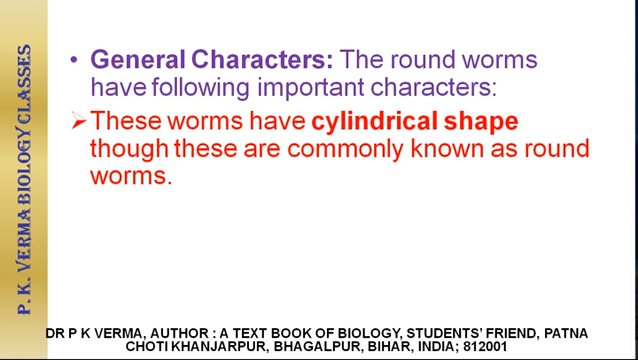 P. K. VERMA BIOLOGY CLASSES
• General Characters: The round worms
have following important characters:
➢These worms have cylindrical shape
though these are commonly known as round
worms.
DR P K VERMA, AUTHOR : A TEXT BOOK OF BIOLOGY, STUDENTS' FRIEND, PATNA
CHOTI KHANJARPUR, BHAGALPUR, BIHAR, INDIA; 812001